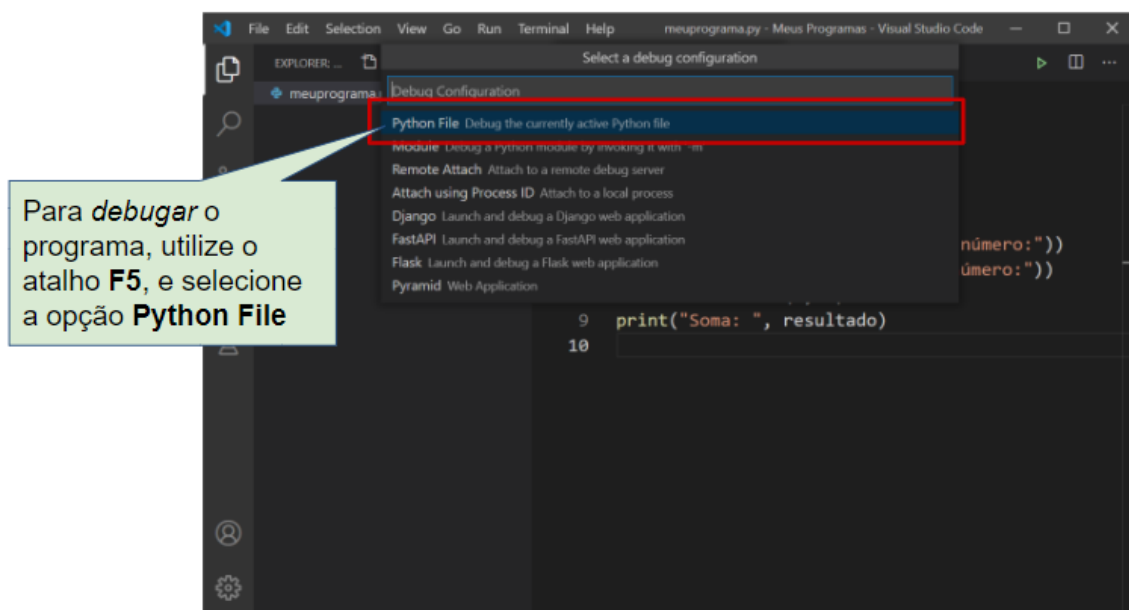 File Edit Selection View Go Run Terminal Help meuprograma.py - Meus Programas - Visual Studio Code
EXPLORER: ...
Select a debug configuration
meuprograma.
Debug Configuration
Python File Debug the currently active Python file
Module Debug a Python module by invoking it with '-m'
Remote Attach Attach to a remote debug server
Attach using Process ID Attach to a local process
Django Launch and debug a Django web application
FastAPI Launch and debug a FastAPI web application
Flask Launch and debug a Flask web application
Pyramid Web Application
Para debugar o
programa, utilize o
atalho F5, e selecione
a opção Python File
número:"))
úmero:"))
9 print("Soma: ", resultado)
10